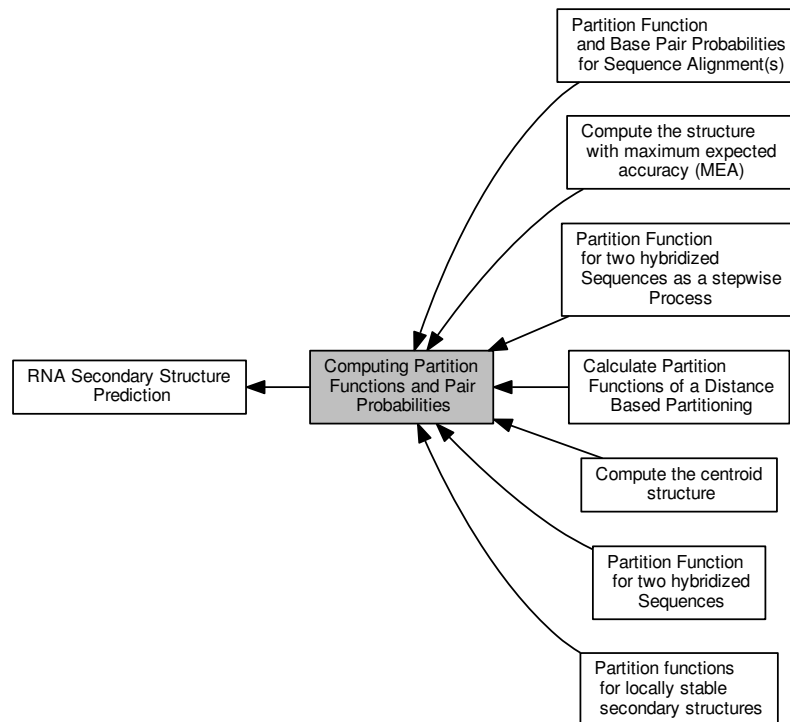 Partition Function
and Base Pair Probabilities
for Sequence Alignment(s)
Compute the structure
with maximum expected
accuracy (MEA)
Partition Function
for two hybridized
Sequences as a stepwise
Process
RNA Secondary Structure
Prediction
Computing Partition
Functions and Pair
Probabilities
Calculate Partition
Functions of a Distance
Based Partitioning
Compute the centroid
structure
Partition Function
for two hybridized
Sequences
Partition functions
for locally stable
secondary structures